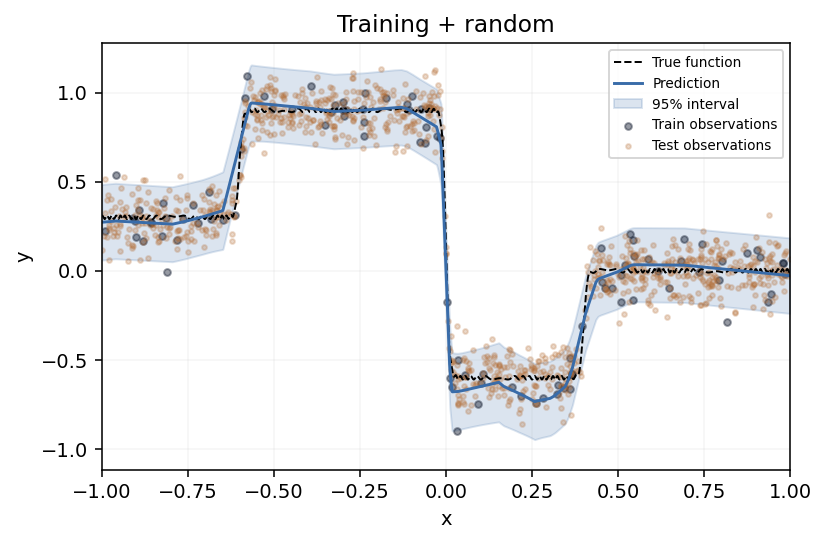 Training + random
True function
Prediction
95% interval
Train observations
Test observations
1.0
0.5
0.0
−0.5
−1.0
y
−1.00 −0.75 −0.50 −0.25 0.00 0.25 0.50 0.75 1.00
x